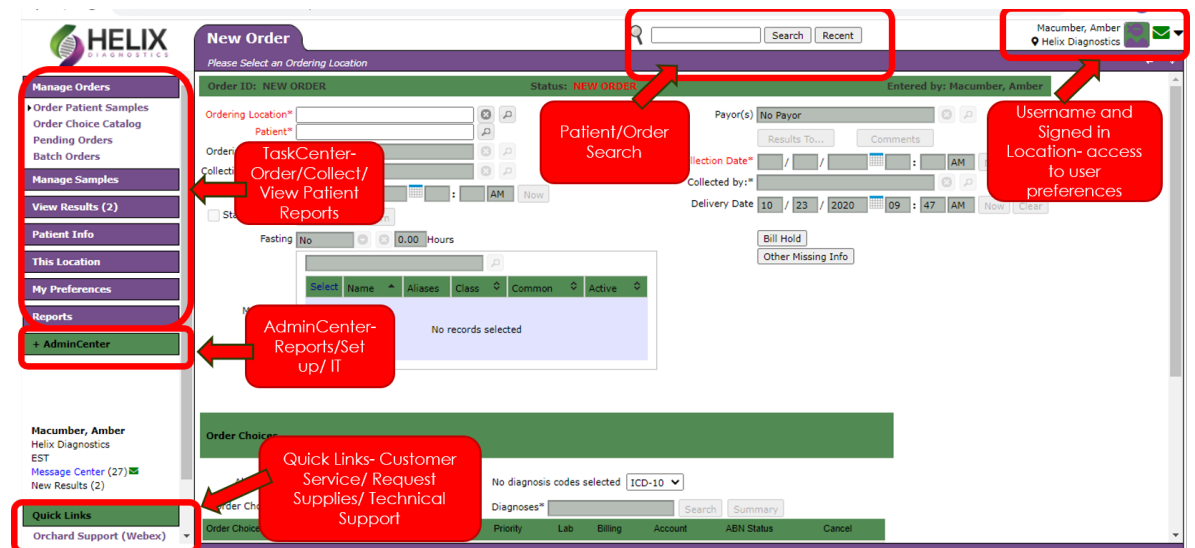 HELIX
DIAGNOSTICS
New Order
Search Recent
Macumber, Amber
Helix Diagnostics
Please Select an Ordering Location
Manage Orders
Order Patient Samples
Order Choice Catalog
Pending Orders
Batch Orders
Manage Samples
View Results (2)
Patient Info
This Location
My Preferences
Reports
+ AdminCenter
Macumber, Amber
Helix Diagnostics
EST
Message Center (27)
New Results (2)
Quick Links
Orchard Support (Webex)
Order ID: NEW ORDER Status: NEW ORDER Entered by: Macumber, Amber
Ordering Location*
Patient*
Payor(s) No Payor
Results To... Comments
Collected by:*
: AM Now
/ / : AM
Delivery Date 10 / 23 / 2020 09 : 47 AM Now Clear
Fasting No 0.00 Hours
Bill Hold
Other Missing Info
Select Name Aliases Class Common Active
No records selected
Order Choices
No diagnosis codes selected ICD-10
Diagnoses* Search Summary
Order Choice Priority Lab Billing Account ABN Status Cancel
TaskCenter-
Order/Collect/
View Patient
Reports
AdminCenter-
Reports/Set
up/ IT
Quick Links- Customer
Service/ Request
Supplies/ Technical
Support
Patient/Order
Search
Username and
Signed in
Location- access
to user
preferences